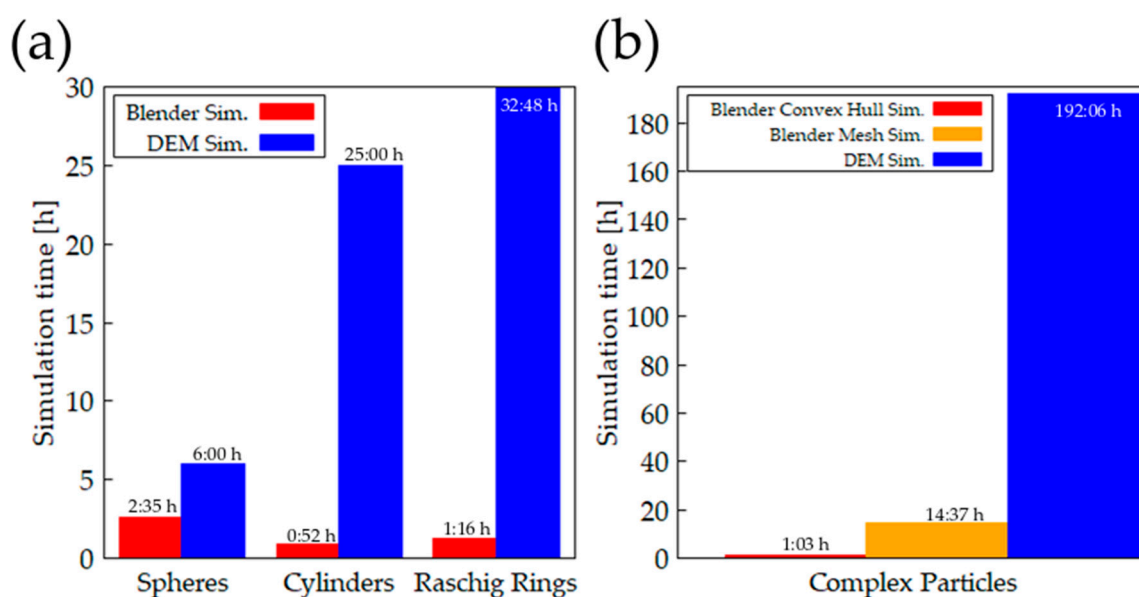 (a)
Simulation time [h]
30
25
20
15
10
5
0
Blender Sim.
DEM Sim.
2:35 h
6:00 h
0:52 h
25:00 h
1:16 h
32:48 h
Spheres
Cylinders
Raschig Rings
(b)
Simulation time [h]
180
160
140
120
100
80
60
40
20
0
Blender Convex Hull Sim.
Blender Mesh Sim.
DEM Sim.
1:03 h
14:37 h
192:06 h
Complex Particles